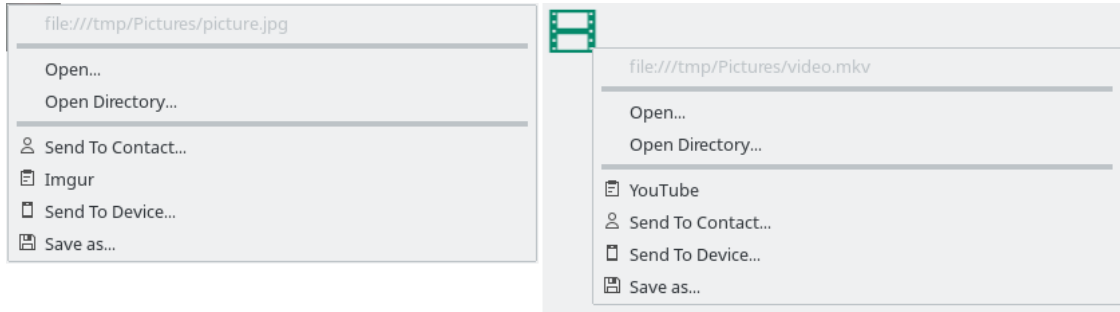 file:///tmp/Pictures/picture.jpg
Open...
Open Directory...
Send To Contact...
Imgur
Send To Device...
Save as...
file:///tmp/Pictures/video.mkv
Open...
Open Directory...
YouTube
Send To Contact...
Send To Device...
Save as...